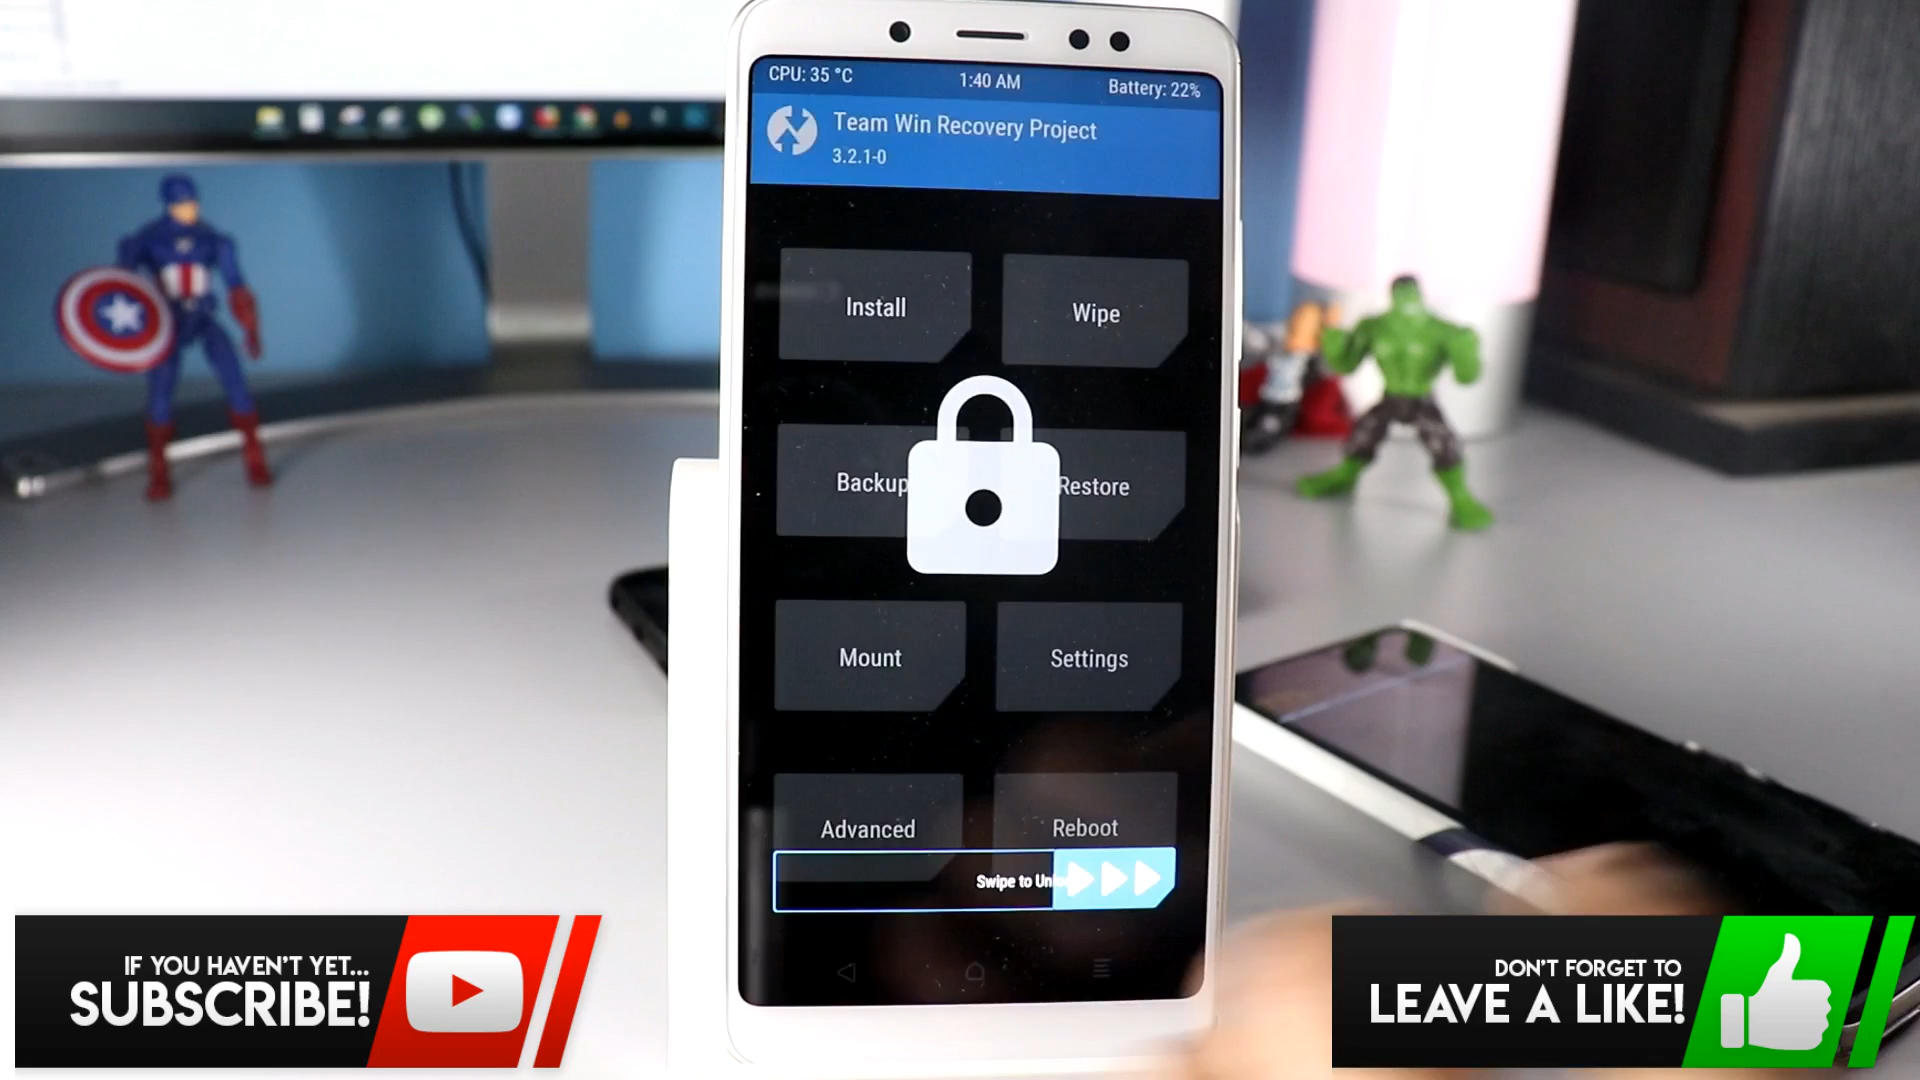 CPU: 35 °C
1:40 AM
Battery: 22%
Team Win Recovery Project
3.2.1-0
Install
Wipe
Backup
Restore
Mount
Settings
Advanced
Reboot
Swipe to
IF YOU HAVEN'T YET...
SUBSCRIBE!
DON'T FORGET TO
LEAVE A LIKE!